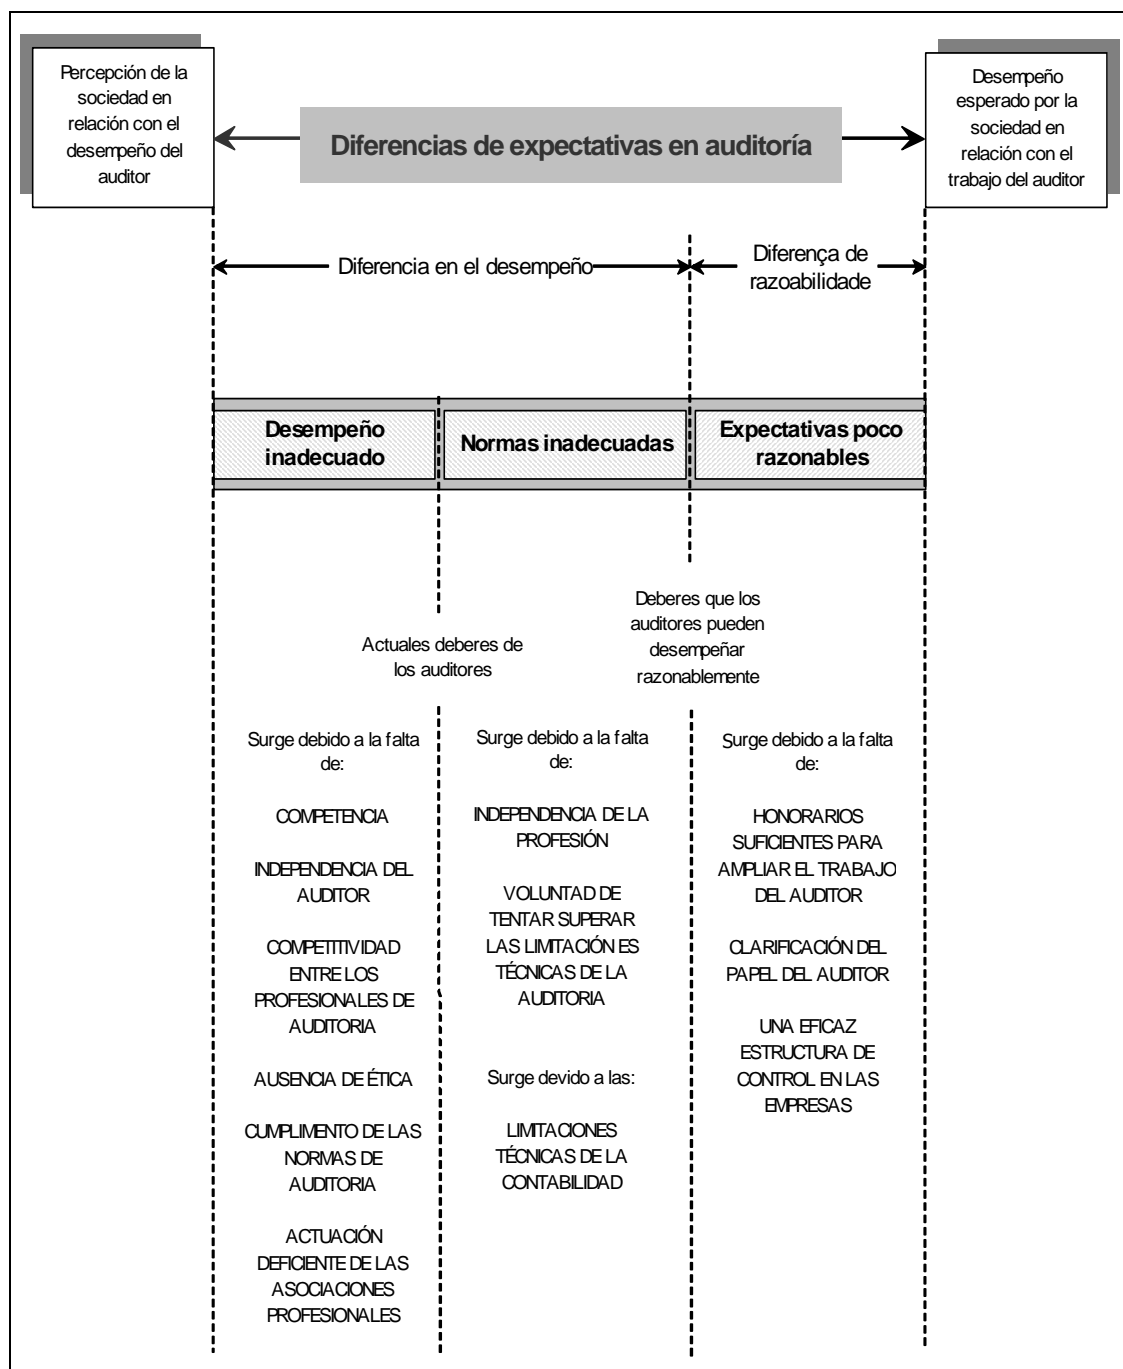 Percepción de la
sociedad en
relación con el
desempeño del
auditor
Diferencias de expectativas en auditoría
Desempeño
esperado por la
sociedad en
relación con el
trabajo del auditor
Diferencia en el desempeño
Diferença de
razoabilidade
Desempeño
inadecuado
Normas inadecuadas
Expectativas poco
razonables
Actuales deberes de
los auditores
Deberes que los
auditores pueden
desempeñar
razonablemente
Surge debido a la falta
de:
COMPETENCIA
INDEPENDENCIA DEL
AUDITOR
COMPETITIVIDAD
ENTRE LOS
PROFESIONALES DE
AUDITORIA
AUSENCIA DE ÉTICA
CUMPLIMENTO DE LAS
NORMAS DE
AUDITORIA
ACTUACIÓN
DEFICIENTE DE LAS
ASOCIACIONES
PROFESIONALES
Surge debido a la falta
de:
INDEPENDENCIA DE LA
PROFESIÓN
VOLUNTAD DE
TENTAR SUPERAR
LAS LIMITACIÓN ES
TÉCNICAS DE LA
AUDITORIA
Surge devido a las:
LIMITACIONES
TÉCNICAS DE LA
CONTABILIDAD
Surge debido a la falta
de:
HONORARIOS
SUFICIENTES PARA
AMPLIAR EL TRABAJO
DEL AUDITOR
CLARIFICACIÓN DEL
PAPEL DEL AUDITOR
UNA EFICAZ
ESTRUCTURA DE
CONTROL EN LAS
EMPRESAS